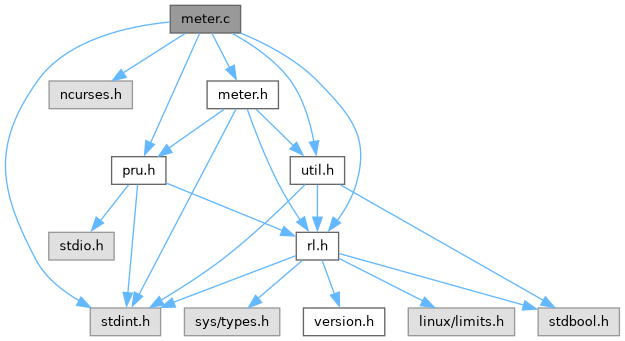 meter.c
ncurses.h
meter.h
pru.h
util.h
stdio.h
rl.h
stdint.h
sys/types.h
version.h
linux/limits.h
stdbool.h